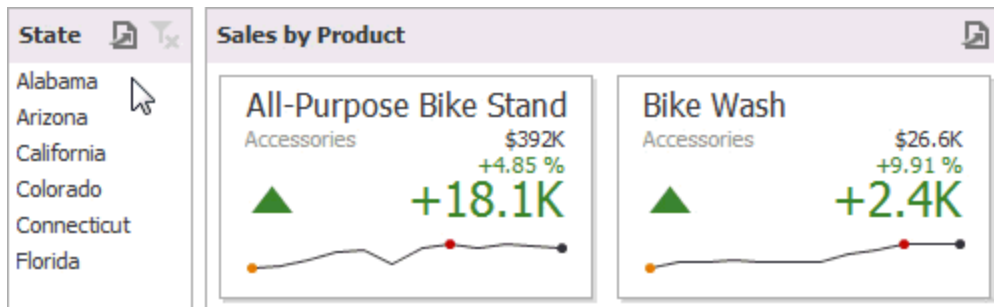 State
Alabama
Arizona
California
Colorado
Connecticut
Florida
Sales by Product
All-Purpose Bike Stand
Accessories
$392K
+4.85 %
+18.1K
Bike Wash
Accessories
$26.6K
+9.91 %
+2.4K